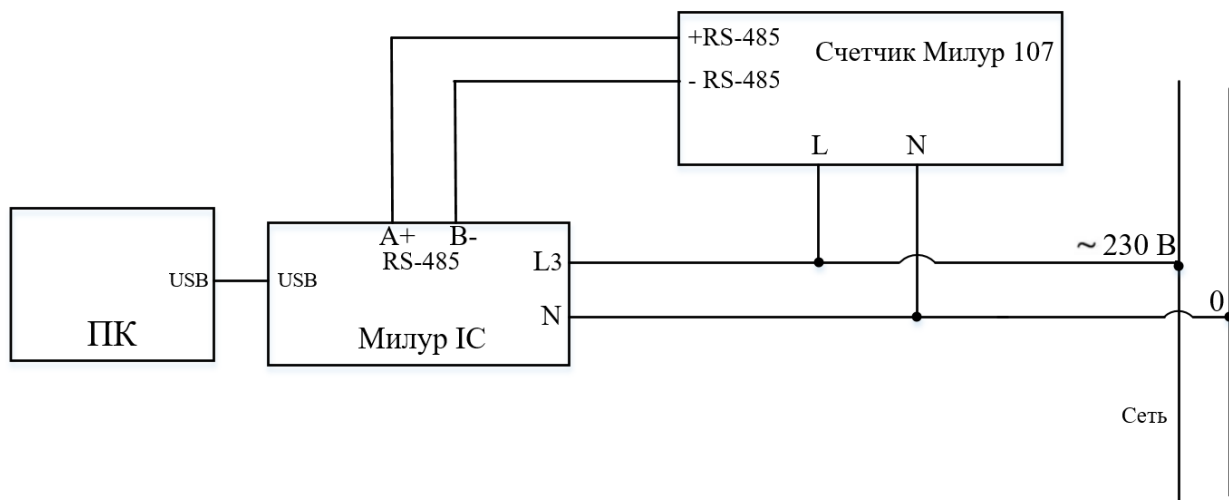 +RS-485
Счетчик Милур 107
- RS-485
L N
A+ B-
RS-485
L3
~ 230 В
USB
USB
0
N
ПК
Милур IC
Сеть